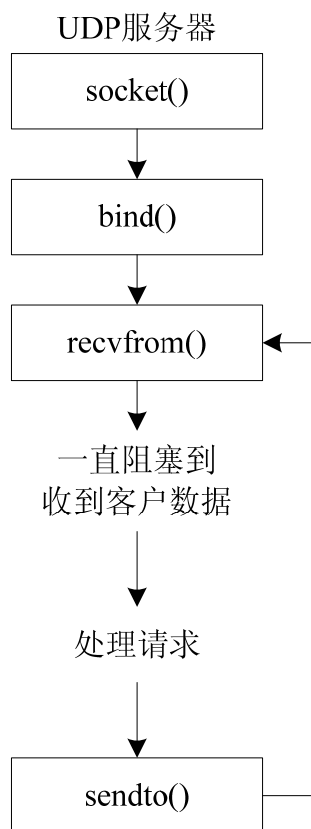 UDP服务器
socket()
bind()
recvfrom()
一直阻塞到
收到客户数据
处理请求
sendto()